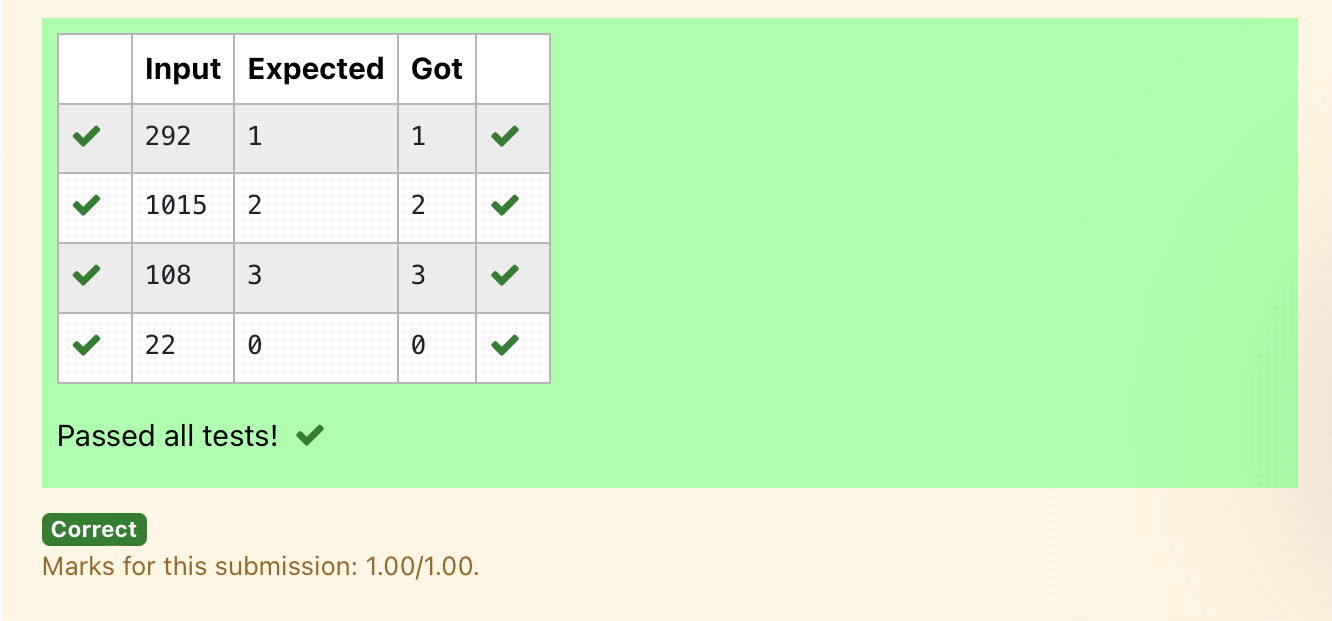 Input Expected Got
292 1 1
1015 2 2
108 3 3
22 0 0
Passed all tests!
Correct
Marks for this submission: 1.00/1.00.